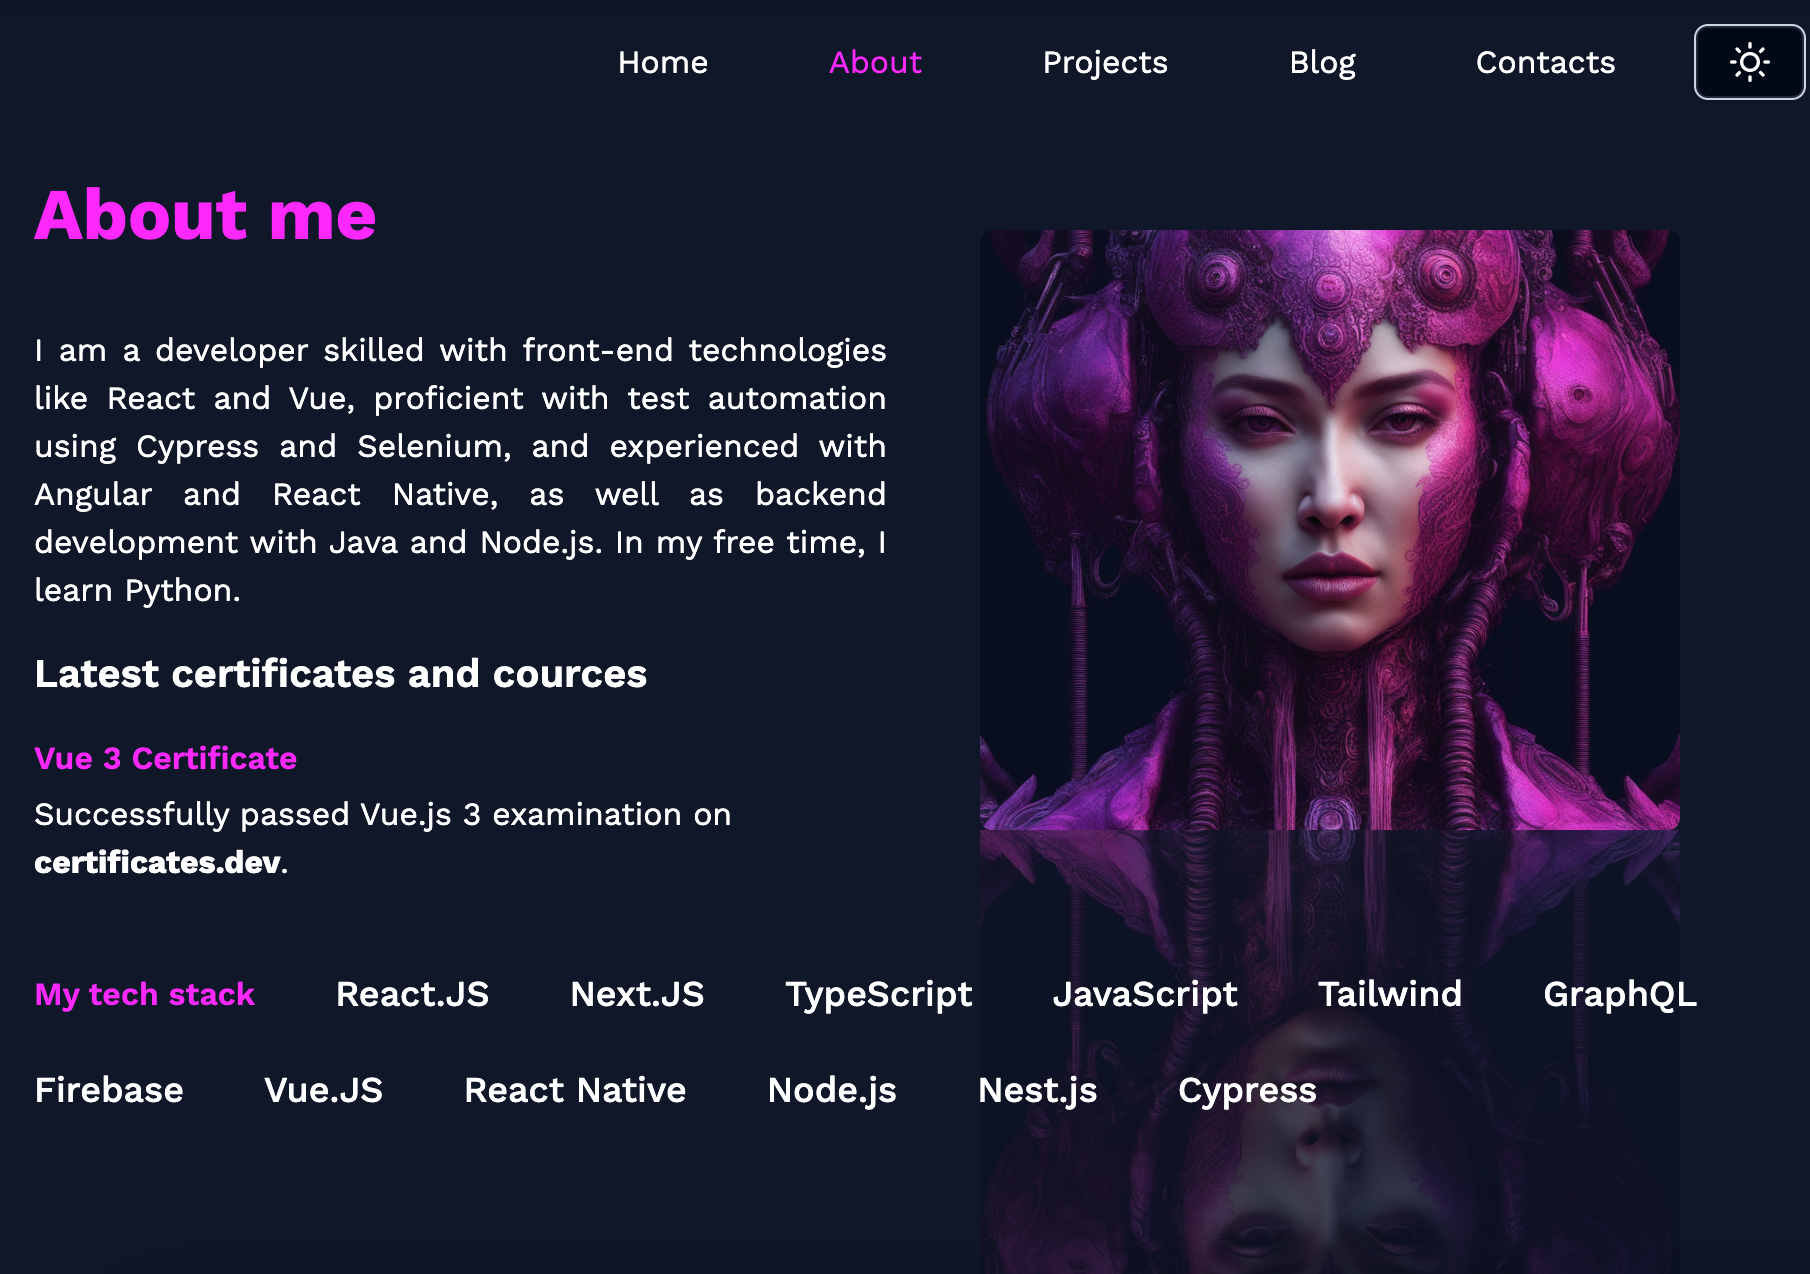 Home About Projects Blog Contacts
About me
I am a developer skilled with front-end technologies
like React and Vue, proficient with test automation
using Cypress and Selenium, and experienced with
Angular and React Native, as well as backend
development with Java and Node.js. In my free time, I
learn Python.
Latest certificates and cources
Vue 3 Certificate
Successfully passed Vue.js 3 examination on
certificates.dev.
My tech stack React.JS Next.JS TypeScript JavaScript Tailwind GraphQL
Firebase Vue.JS React Native Node.js Nest.js Cypress